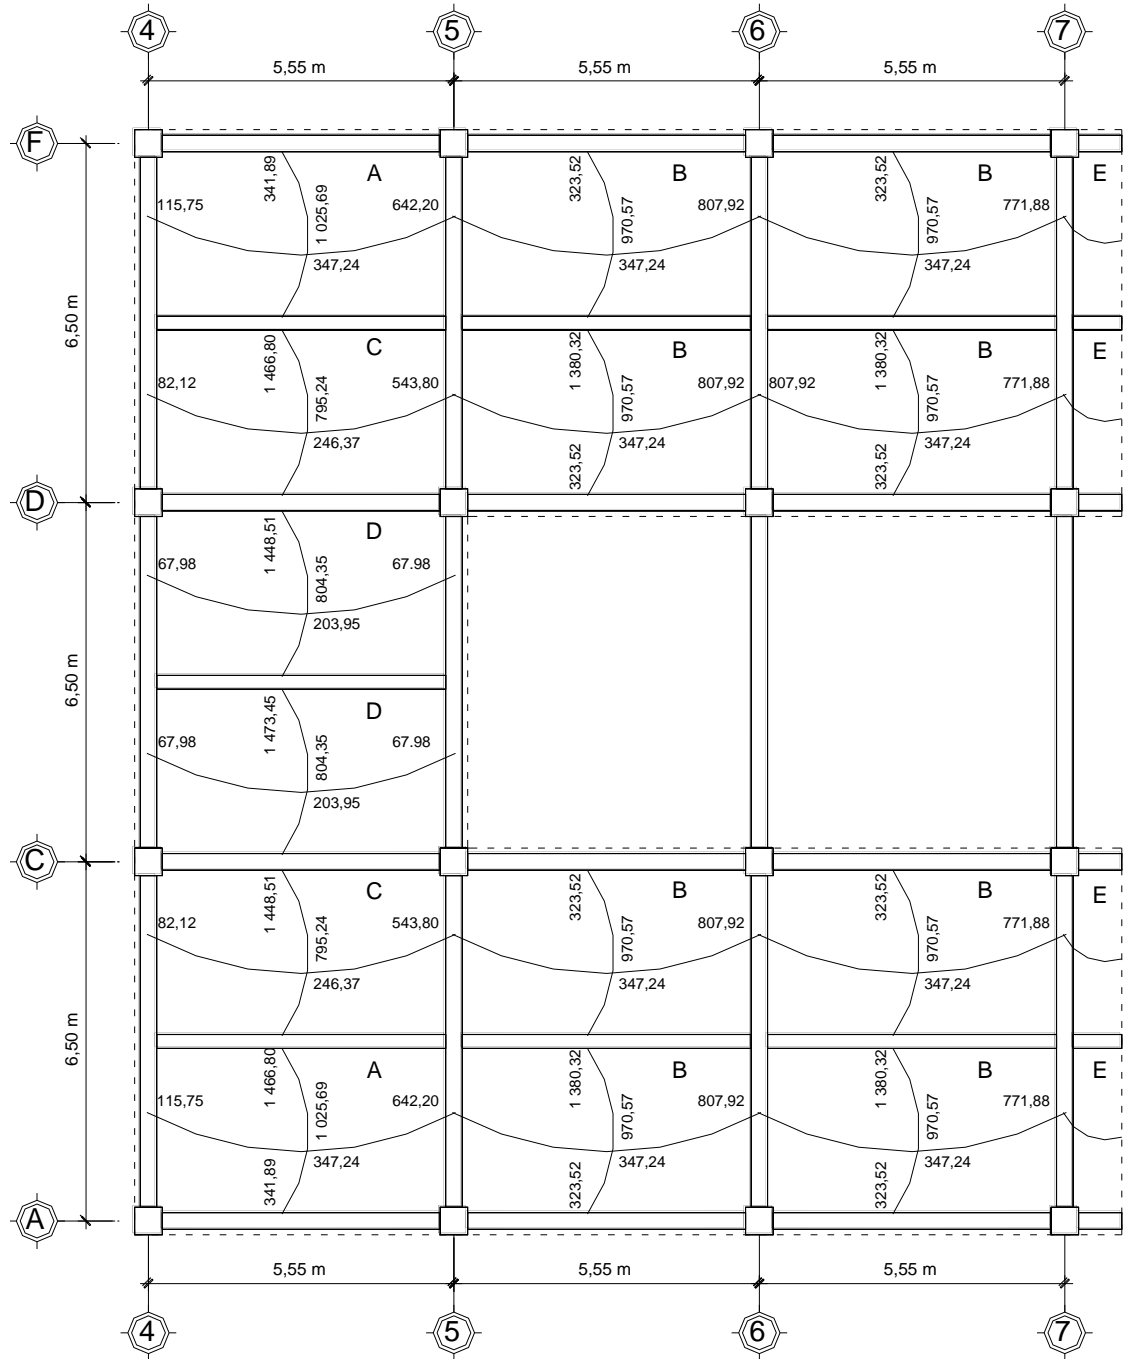 4 5 6 7
5,55 m 5,55 m 5,55 m
F
341,89 A 323,52 B 323,52 B E
115,75 1 025,69 642,20 970,57 807,92 970,57 771,88
347,24 347,24 347,24
6,50 m
1 466,80 C 1 380,32 B 1 380,32 B E
82,12 795,24 543,80 970,57 807,92 807,92 970,57 771,88
246,37 347,24 347,24
323,52 323,52
D
1 448,51 D
67,98 804,35 67.98
203,95
6,50 m
1 473,45 D
67,98 804,35 67.98
203,95
C
1 448,51 C 323,52 B 323,52 B E
82,12 795,24 543,80 970,57 807,92 970,57 771,88
246,37 347,24 347,24
6,50 m
1 466,80 A 1 380,32 B 1 380,32 B E
115,75 1 025,69 642,20 970,57 807,92 970,57 771,88
347,24 347,24 347,24
341,89 323,52 323,52
A
5,55 m 5,55 m 5,55 m
4 5 6 7